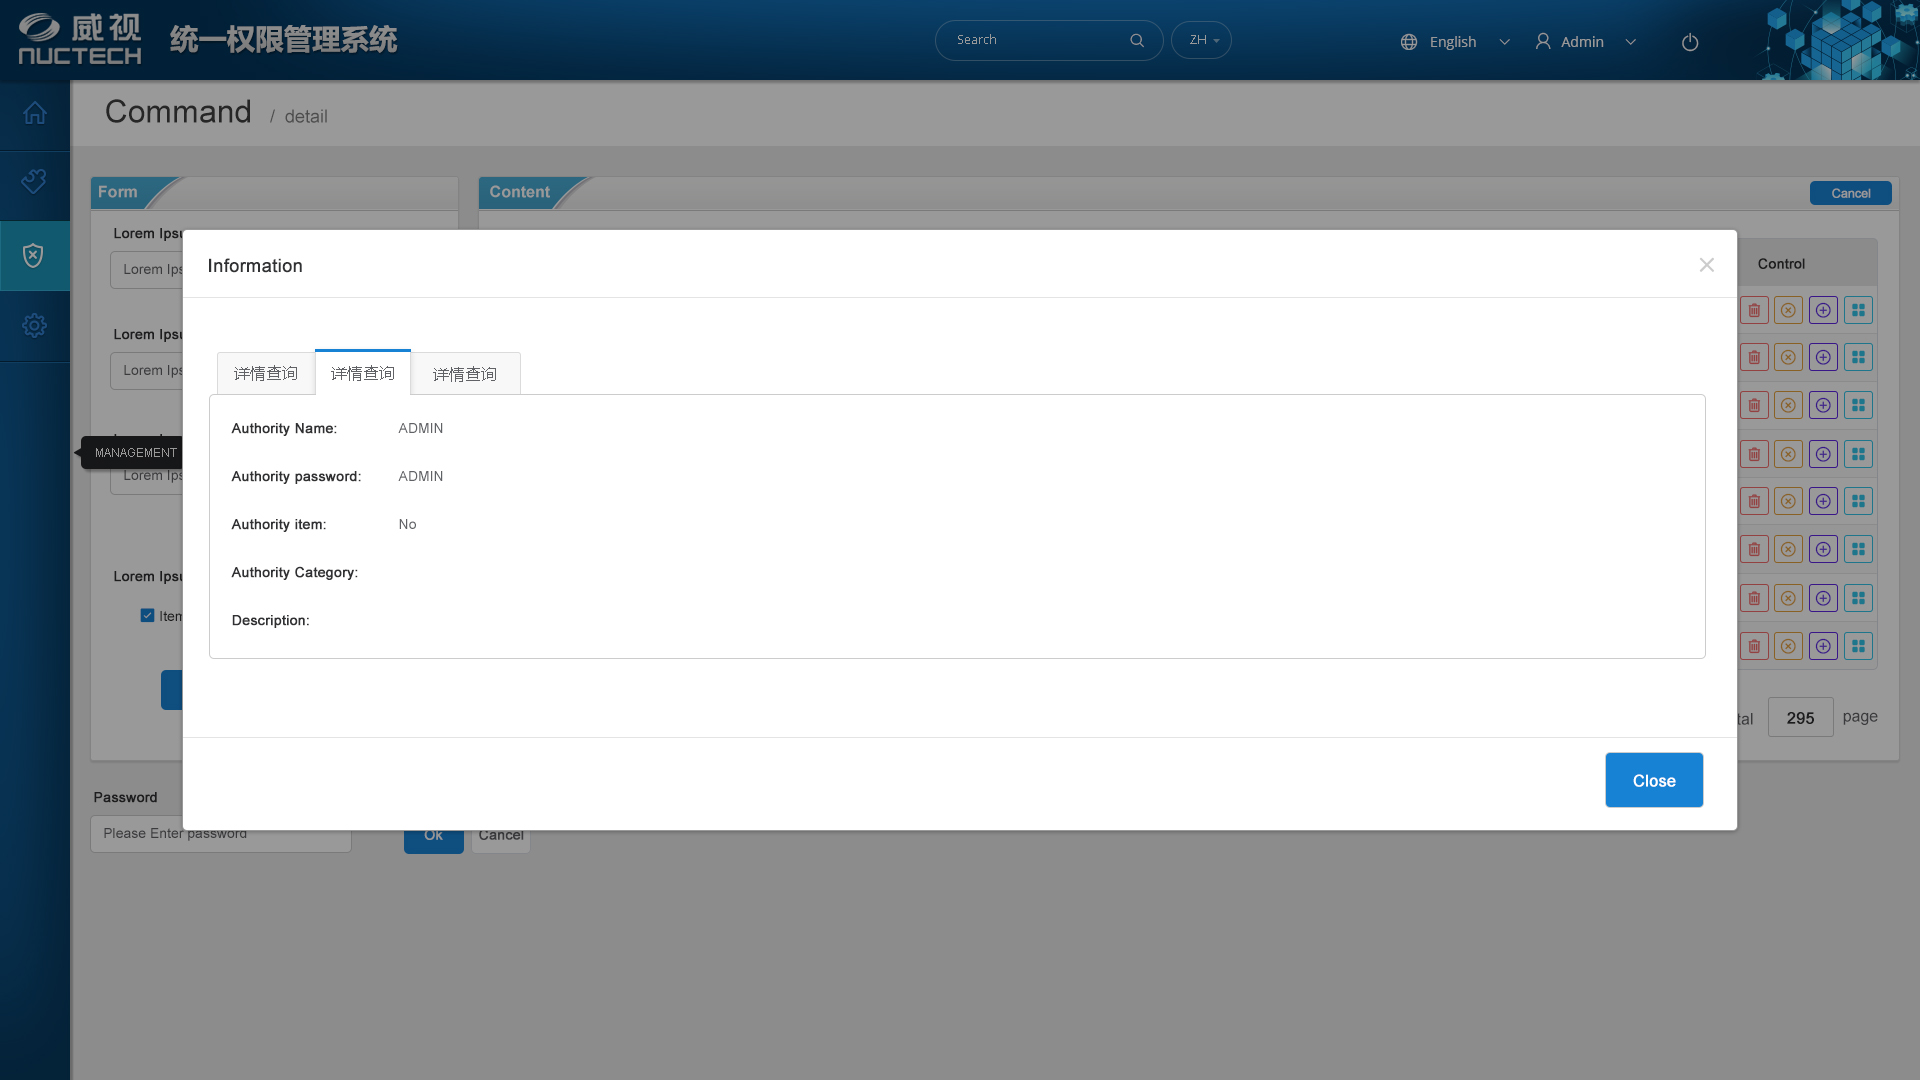 威视
NUCTECH
统一权限管理系统
Search
ZH
English
Admin
Command / detail
Form
Content
Cancel
Lorem Ipsu
Lorem Ips
Control
Lorem Ipsu
Lorem Ips
MANAGEMENT
Lorem Ips
Lorem Ipsu
Item
Information
详情查询
详情查询
详情查询
Authority Name: ADMIN
Authority password: ADMIN
Authority item: No
Authority Category:
Description:
tal 295 page
Close
Password
Please Enter password
Ok
Cancel